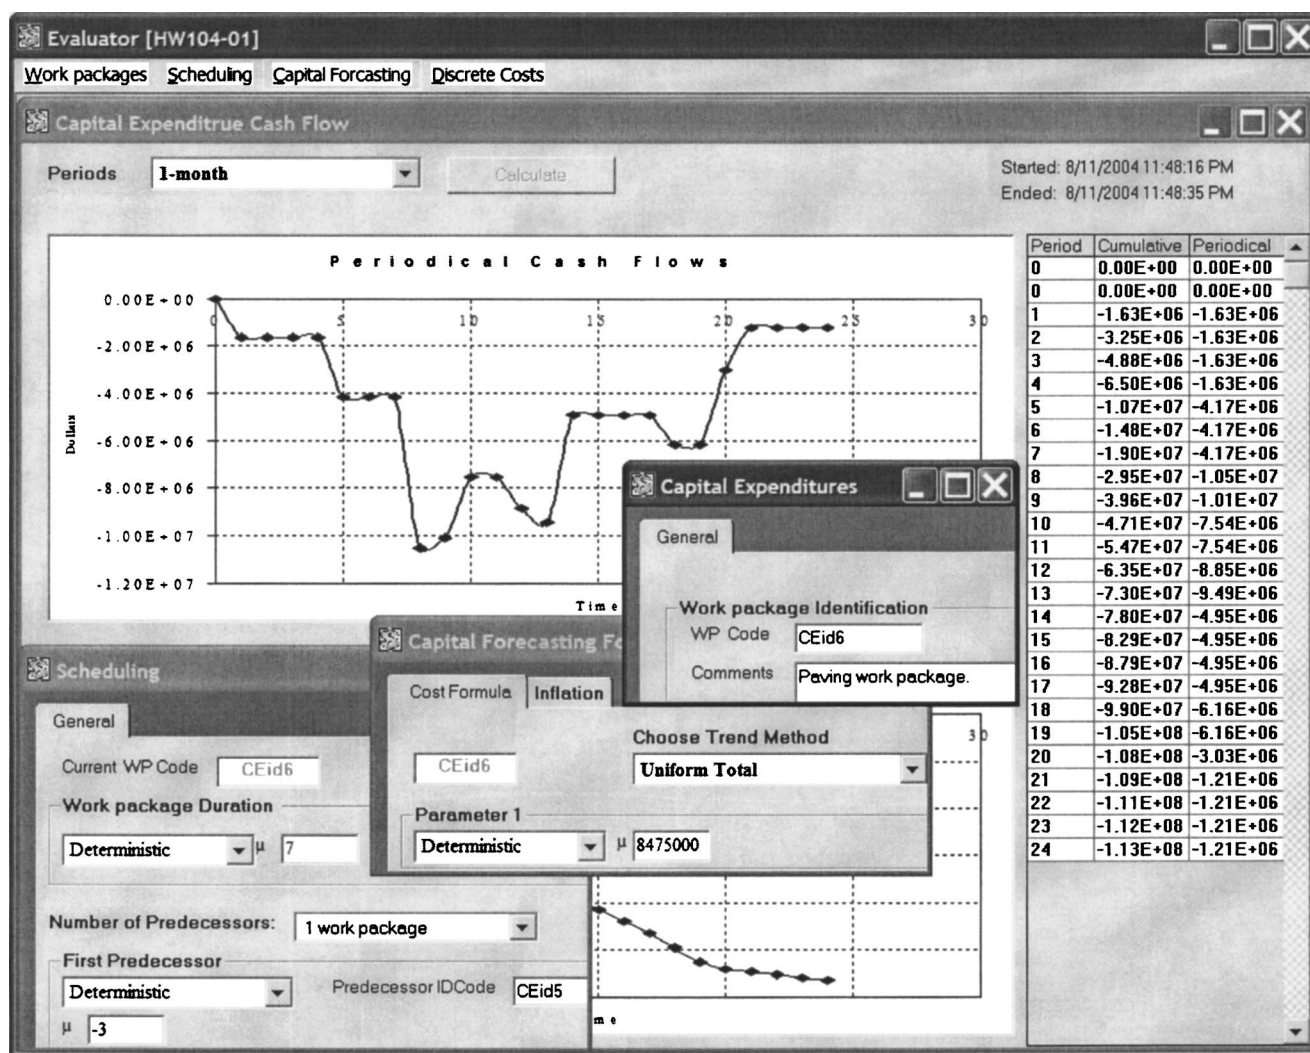 Evaluator [HW104-01]
Work packages Scheduling Capital Forcasting Discrete Costs
Capital Expenditrue Cash Flow
Periods 1-month Calculate
Started: 8/11/2004 11:48:16 PM
Ended: 8/11/2004 11:48:35 PM
Periodical Cash Flows
0.00E+00
0 5 10 15 20 25 30
-2.00E+06
-4.00E+06
-6.00E+06
-8.00E+06
-1.00E+07
-1.20E+07
Dollars
Time
Period Cumulative Periodical
0 0.00E+00 0.00E+00
0 0.00E+00 0.00E+00
1 -1.63E+06 -1.63E+06
2 -3.25E+06 -1.63E+06
3 -4.88E+06 -1.63E+06
4 -6.50E+06 -1.63E+06
5 -1.07E+07 -4.17E+06
6 -1.48E+07 -4.17E+06
7 -1.90E+07 -4.17E+06
8 -2.95E+07 -1.05E+07
9 -3.96E+07 -1.01E+07
10 -4.71E+07 -7.54E+06
11 -5.47E+07 -7.54E+06
12 -6.35E+07 -8.85E+06
13 -7.30E+07 -9.49E+06
14 -7.80E+07 -4.95E+06
15 -8.29E+07 -4.95E+06
16 -8.79E+07 -4.95E+06
17 -9.28E+07 -4.95E+06
18 -9.90E+07 -6.16E+06
19 -1.05E+08 -6.16E+06
20 -1.08E+08 -3.03E+06
21 -1.09E+08 -1.21E+06
22 -1.11E+08 -1.21E+06
23 -1.12E+08 -1.21E+06
24 -1.13E+08 -1.21E+06
Capital Expenditures
General
Work package Identification
WP Code CEid6
Comments Paving work package.
Capital Forecasting Fo
Cost Formula Inflation
CEid6
Choose Trend Method
Uniform Total
Parameter 1
Deterministic μ 8475000
Scheduling
General
Current WP Code CEid6
Work package Duration
Deterministic μ 7
Number of Predecessors: 1 work package
First Predecessor
Deterministic Predecessor IDCode CEid5
μ -3
30
me